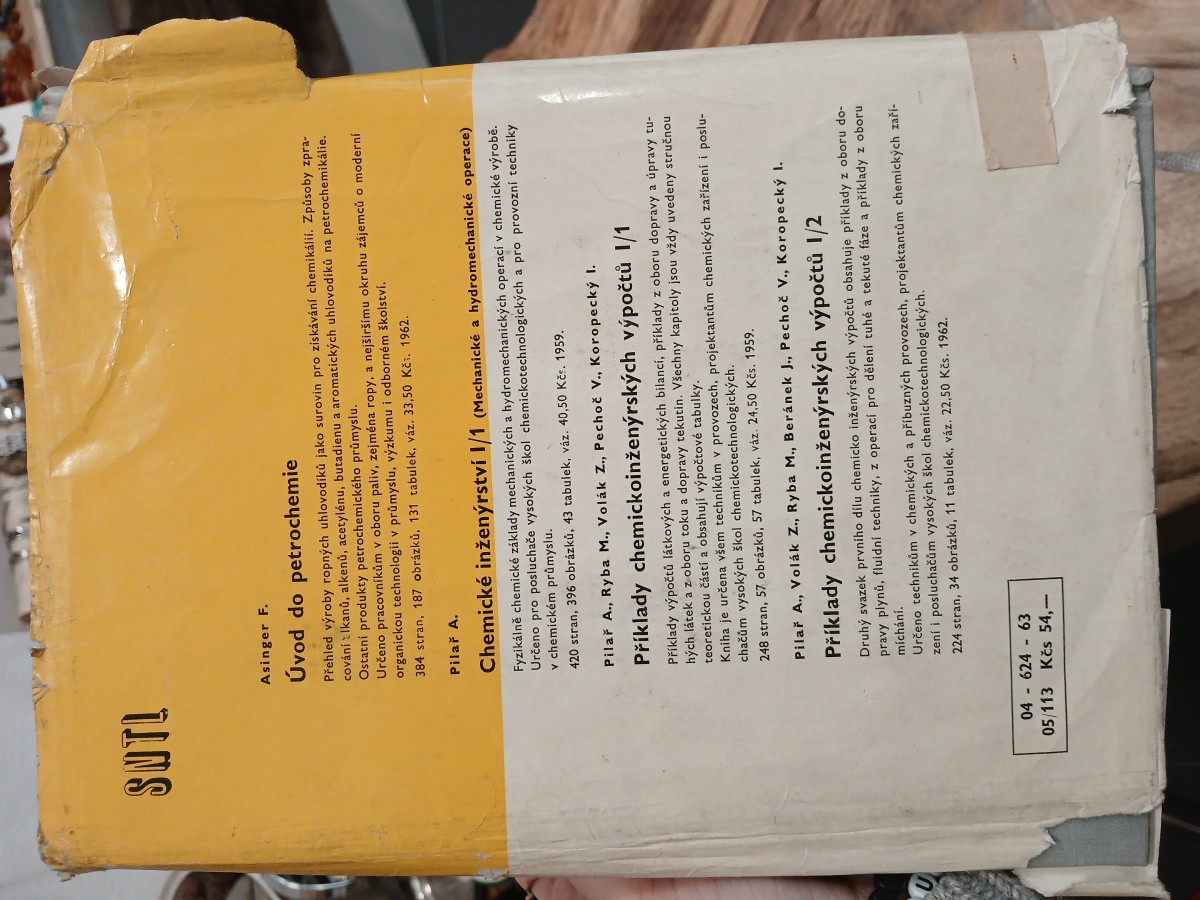 SNTL
Asinger F.
Úvod do petrochemie
Přehled výroby ropných uhlovodíků jako surovin pro získávání chemikálií. Způsoby zpra-
cování lkanů, alkenů, acetylénu, butadienu a aromatických uhlovodíků na petrochemikálie.
Ostatní produkty petrochemického průmyslu.
Určeno pracovníkům v oboru paliv, zejména ropy, a nejširšímu okruhu zájemců o moderní
organickou technologii v průmyslu, výzkumu i odborném školství.
384 stran, 187 obrázků, 131 tabulek, váz. 33,50 Kčs. 1962.
Pilař A.
Chemické inženýrství I/1 (Mechanické a hydromechanické operace)
Fyzikálně chemické základy mechanických a hydromechanických operací v chemické výrobě.
Určeno pro posluchače vysokých škol chemickotechnologických a pro provozní techniky
v chemickém průmyslu.
420 stran, 396 obrázků, 43 tabulek, váz. 40,50 Kčs. 1959.
Pilař A., Ryba M., Volák Z., Pechoč V., Koropecký I.
Příklady chemickoinženýrských výpočtů I/1
Příklady výpočtů látkových a energetických bilancí, příklady z oboru dopravy a úpravy tu-
hých látek a z oboru toku a dopravy tekutin. Všechny kapitoly jsou vždy uvedeny stručnou
teoretickou částí a obsahují výpočtové tabulky.
Kniha je určena všem technikům v provozech, projektantům chemických zařízení i poslu-
chačům vysokých škol chemickotechnologických.
248 stran, 57 obrázků, 57 tabulek, váz. 24,50 Kčs. 1959.
Pilař A., Volák Z., Ryba M., Beránek J., Pechoč V., Koropecký I.
Příklady chemickoinženýrských výpočtů I/2
Druhý svazek prvního dílu chemicko inženýrských výpočtů obsahuje příklady z oboru do-
pravy plynů, fluidní techniky, z operací pro dělení tuhé a tekuté fáze a příklady z oboru
míchání.
Určeno technikům v chemických a příbuzných provozech, projektantům chemických zaří-
zení i posluchačům vysokých škol chemickotechnologických.
224 stran, 34 obrázků, 11 tabulek, váz. 22,50 Kčs. 1962.
04 - 624 - 63
05/113 Kčs 54,—
U